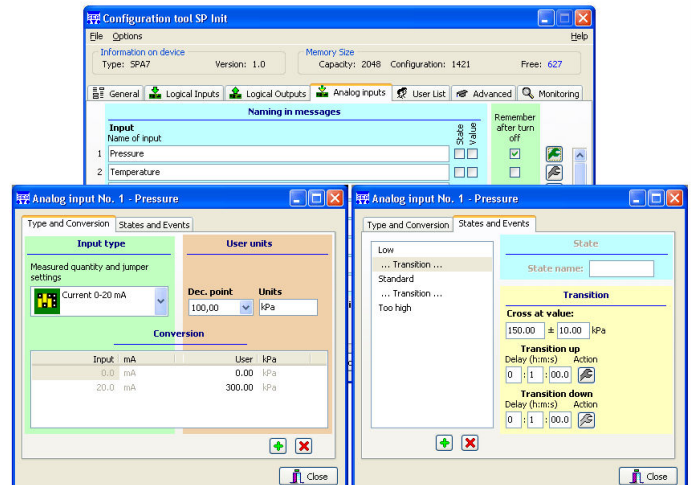 Configuration tool SP Init
File Options Help
Information on device
Type: SPA7 Version: 1.0
Memory Size
Capacity: 2048 Configuration: 1421 Free: 627
General Logical Inputs Logical Outputs Analog inputs User List Advanced Monitoring
Naming in messages
Input
Name of input
State
Value
Remember
after turn
off
1 Pressure
2 Temperature
Analog input No. 1 - Pressure
Type and Conversion States and Events
Input type
User units
Measured quantity and jumper
settings
Current 0-20 mA
Dec. point Units
100,00 kPa
Conversion
Input mA User kPa
0.0 mA 0.00 kPa
20.0 mA 300.00 kPa
Close
Analog input No. 1 - Pressure
Type and Conversion States and Events
Low
... Transition ...
Standard
... Transition ...
Too high
State
State name:
Transition
Cross at value:
150.00 ± 10.00 kPa
Transition up
Delay (h:m:s) Action
0 : 1 : 00.0
Transition down
Delay (h:m:s) Action
0 : 1 : 00.0
Close